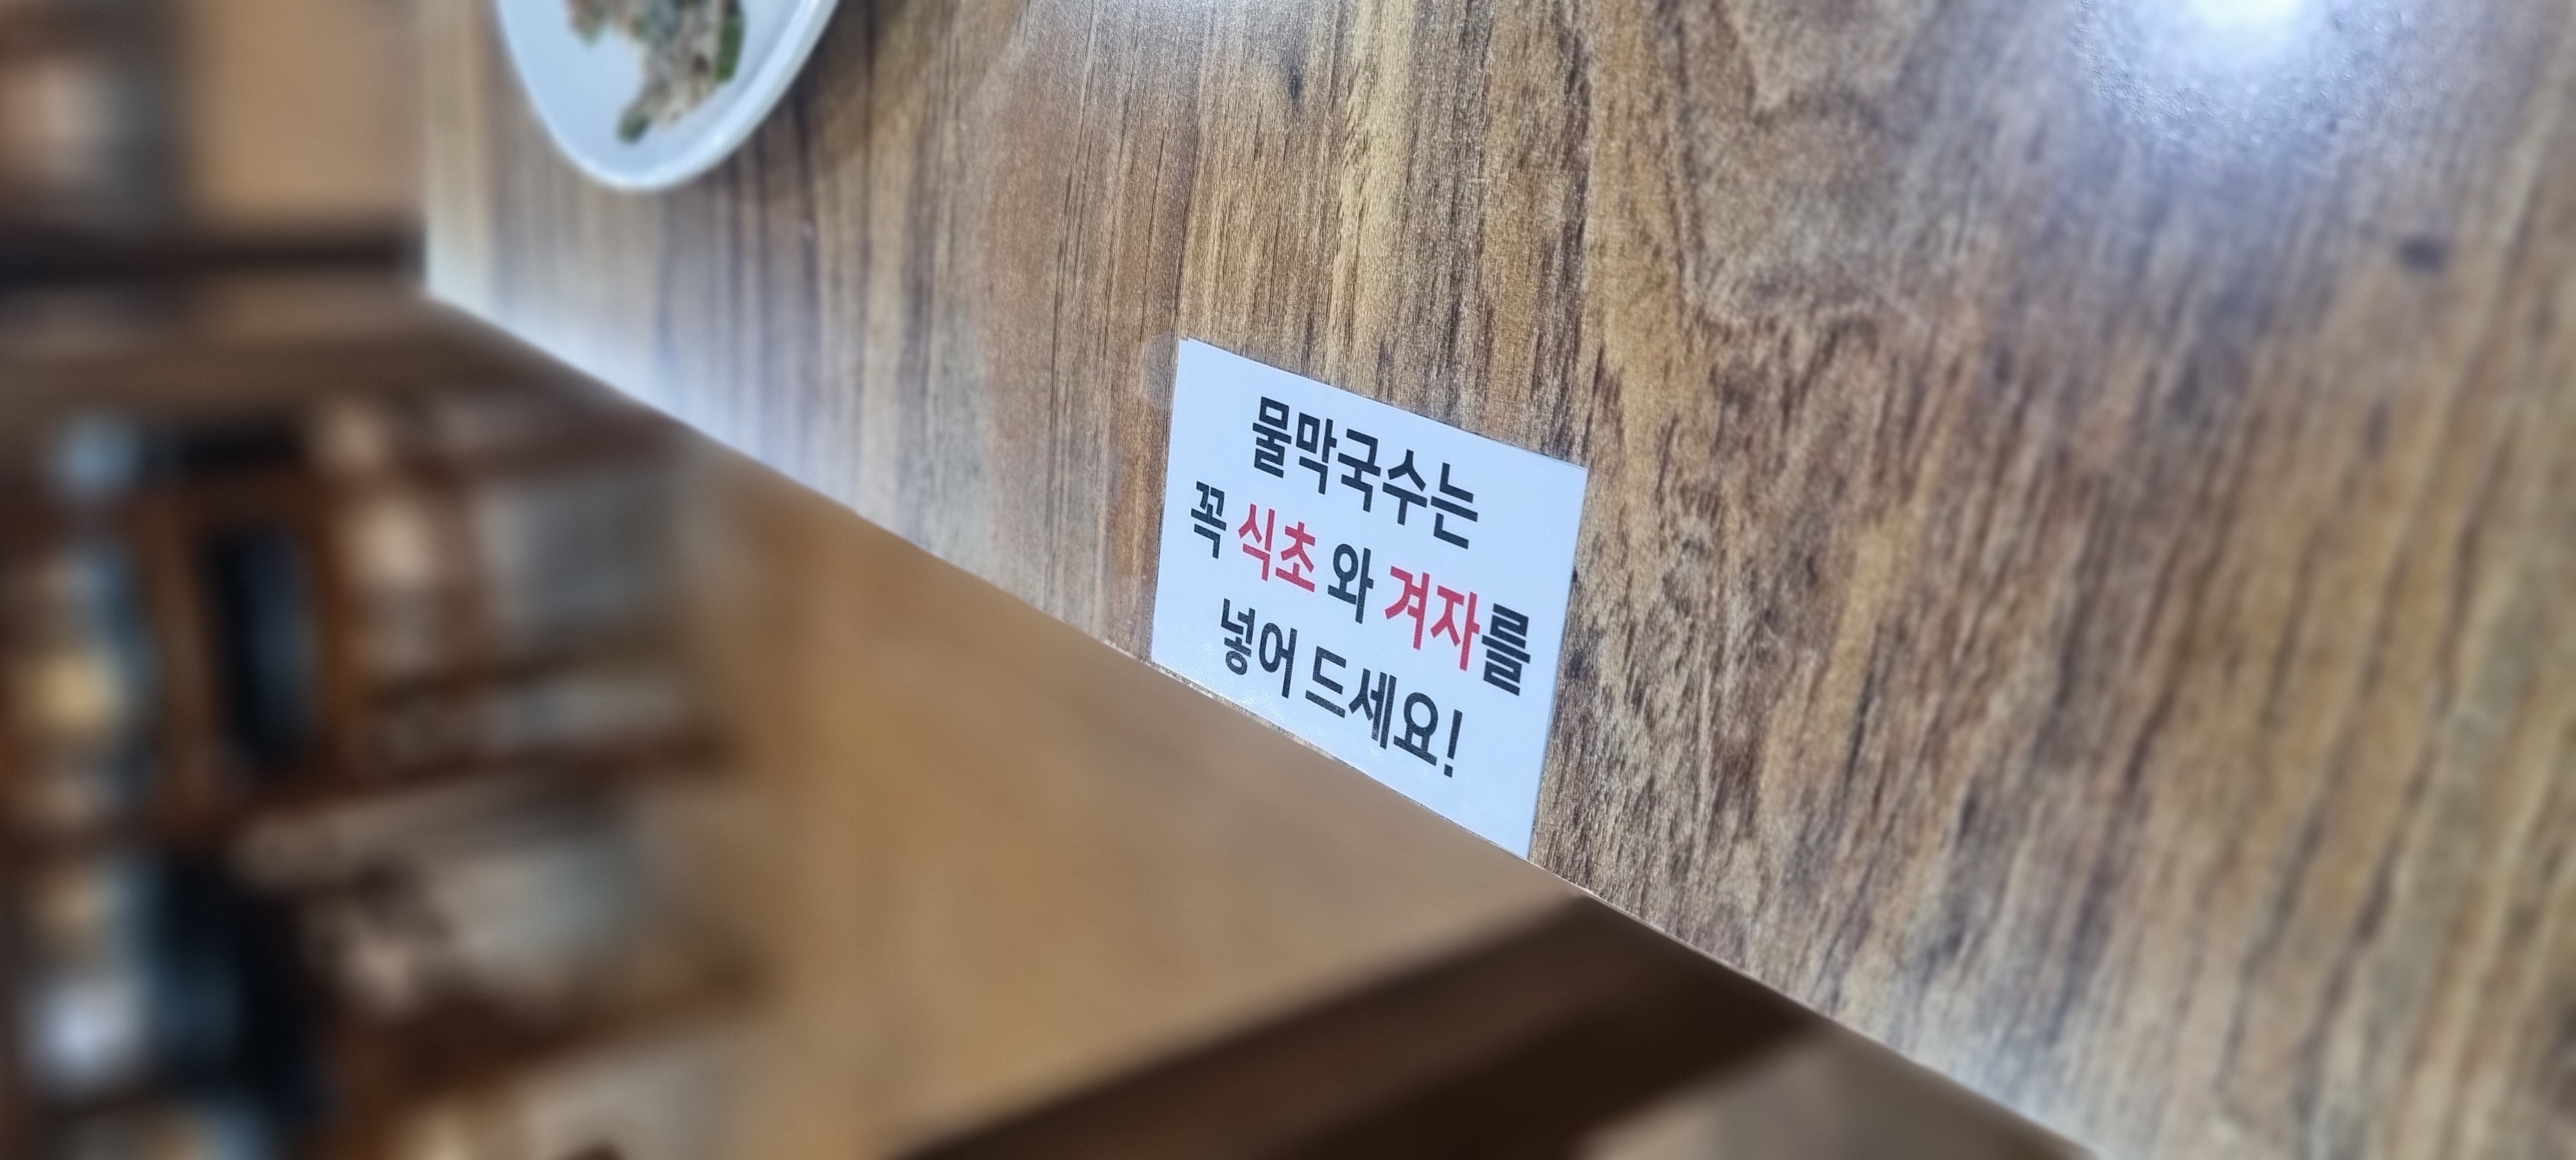 물막국수는
꼭 식초 와 겨자를
넣어 드세요!